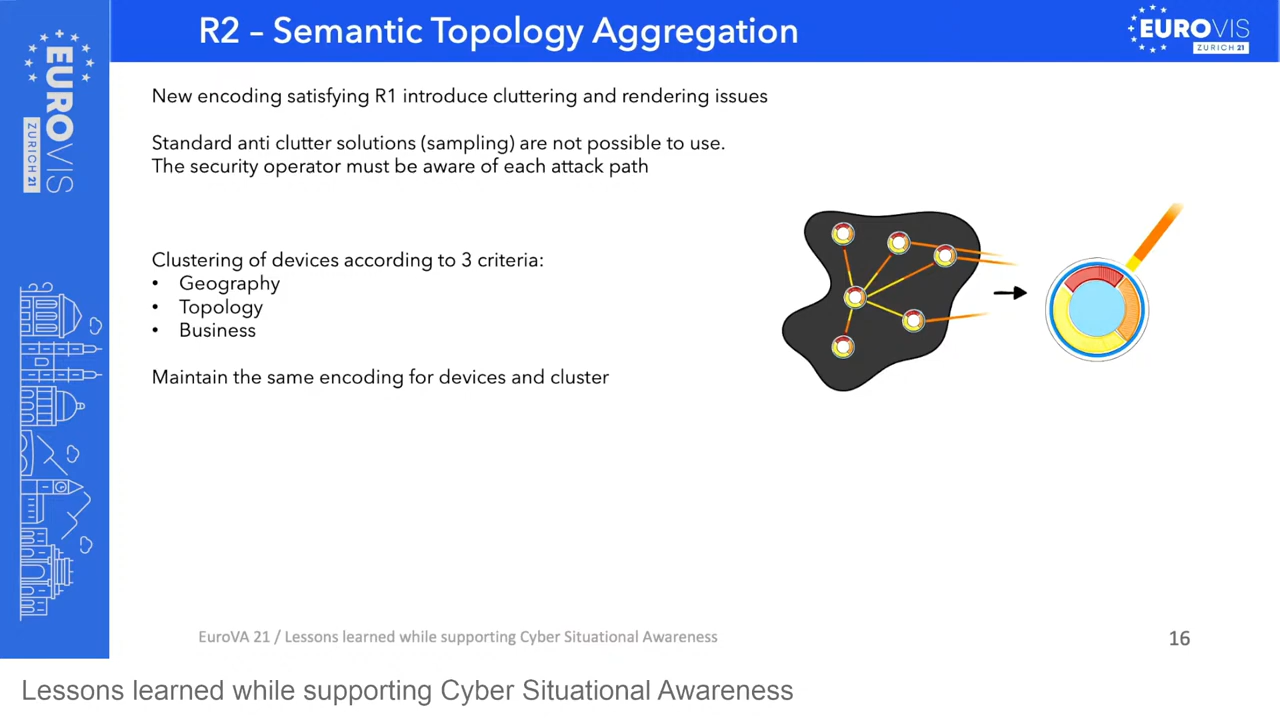 R2 – Semantic Topology Aggregation
EUROVIS
ZURICH 21
EUROVIS
ZURICH 21
New encoding satisfying R1 introduce cluttering and rendering issues
Standard anti clutter solutions (sampling) are not possible to use.
The security operator must be aware of each attack path
Clustering of devices according to 3 criteria:
• Geography
• Topology
• Business
Maintain the same encoding for devices and cluster
EuroVA 21 / Lessons learned while supporting Cyber Situational Awareness
16
Lessons learned while supporting Cyber Situational Awareness